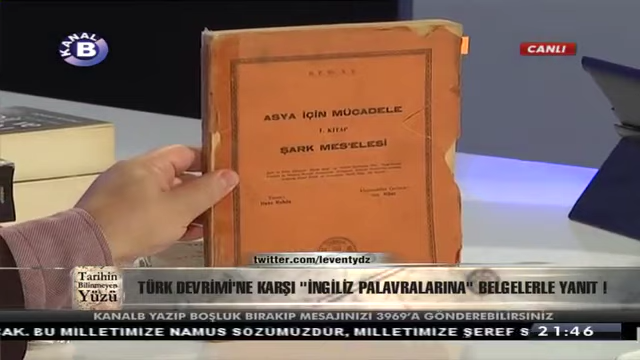 KANAL
B
CANLI
ASYA İÇİN MÜCADELE
I. KİTAP
ŞARK MES'ELESİ
twitter.com/leventydz
Tarihin
Bilinmeyen
Yüzü
TÜRK DEVRİMİ'NE KARŞI "İNGİLİZ PALAVRALARINA" BELGELERLE YANIT !
KANALB YAZIP BOŞLUK BIRAKIP MESAJINIZI 3969'A GÖNDEREBİLİRSİNİZ
CAK. BU MILLETIMIZE NAMUS SÖZÜMÜZDÜR, MILLETIMIZE ŞEREF S
21:46